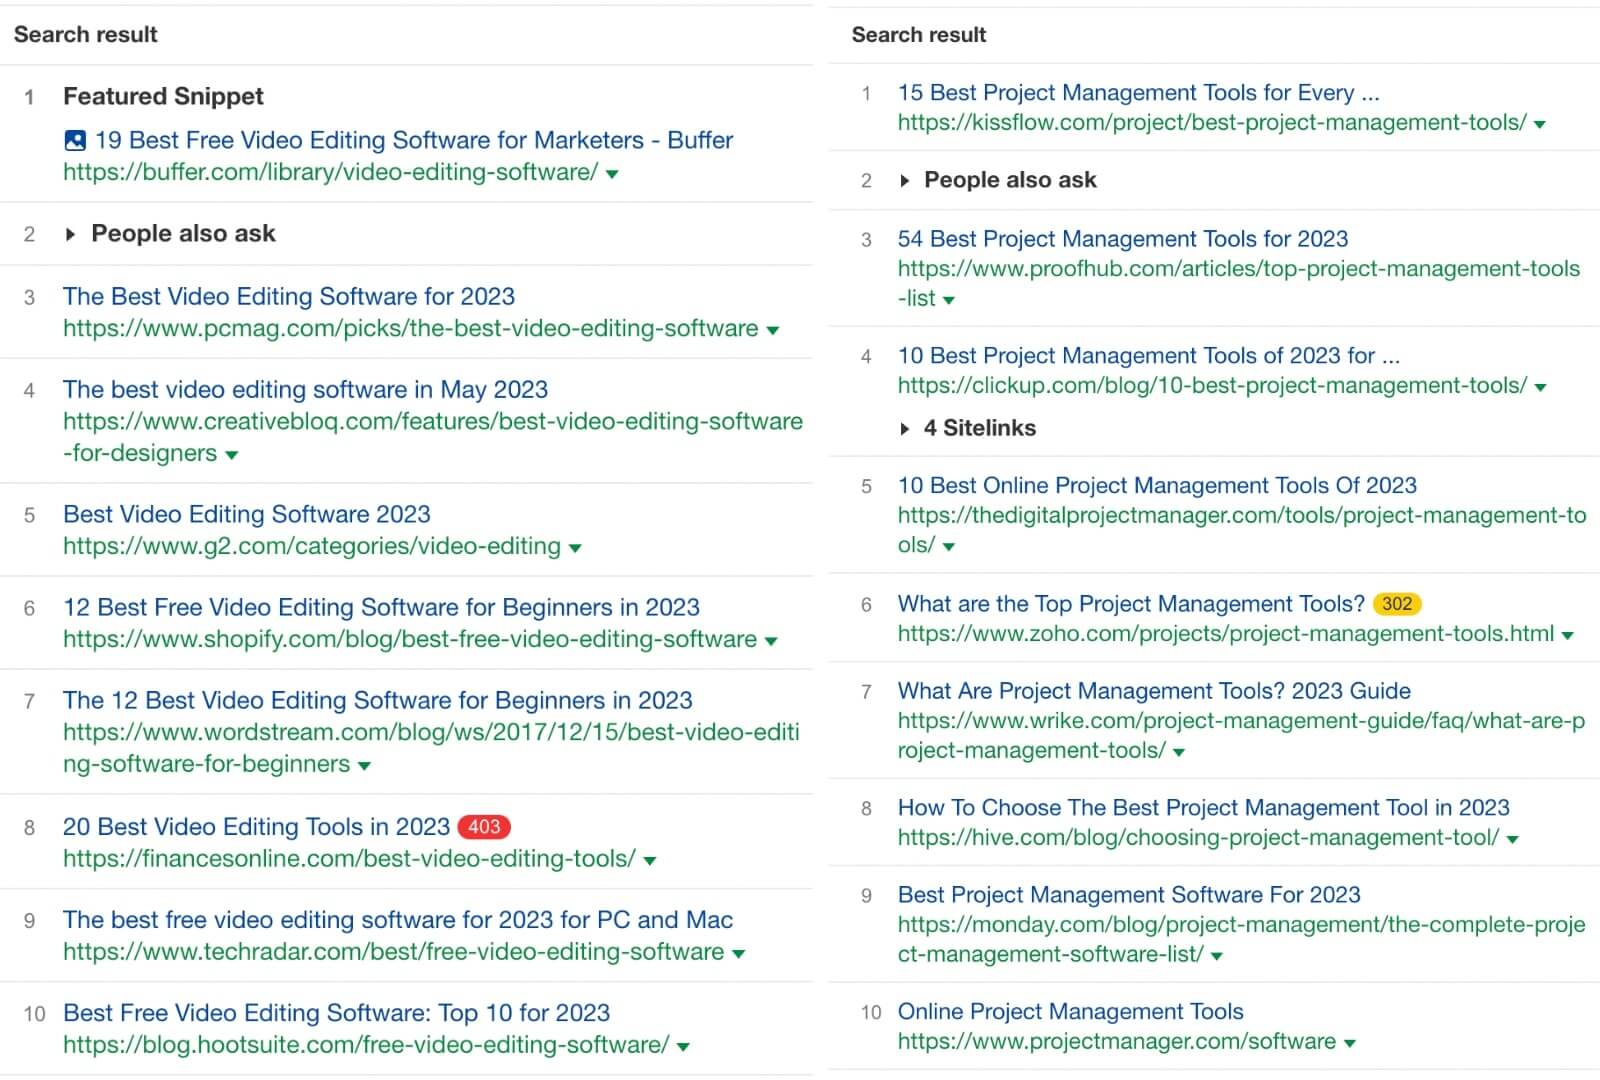 Search result
1 Featured Snippet
19 Best Free Video Editing Software for Marketers - Buffer
https://buffer.com/library/video-editing-software/
2 People also ask
3 The Best Video Editing Software for 2023
https://www.pcmag.com/picks/the-best-video-editing-software
4 The best video editing software in May 2023
https://www.creativebloq.com/features/best-video-editing-software
-for-designers
5 Best Video Editing Software 2023
https://www.g2.com/categories/video-editing
6 12 Best Free Video Editing Software for Beginners in 2023
https://www.shopify.com/blog/best-free-video-editing-software
7 The 12 Best Video Editing Software for Beginners in 2023
https://www.wordstream.com/blog/ws/2017/12/15/best-video-editi
ng-software-for-beginners
8 20 Best Video Editing Tools in 2023 403
https://financesonline.com/best-video-editing-tools/
9 The best free video editing software for 2023 for PC and Mac
https://www.techradar.com/best/free-video-editing-software
10 Best Free Video Editing Software: Top 10 for 2023
https://blog.hootsuite.com/free-video-editing-software/
Search result
1 15 Best Project Management Tools for Every ...
https://kissflow.com/project/best-project-management-tools/
2 People also ask
3 54 Best Project Management Tools for 2023
https://www.proofhub.com/articles/top-project-management-tools
-list
4 10 Best Project Management Tools of 2023 for ...
https://clickup.com/blog/10-best-project-management-tools/
4 Sitelinks
5 10 Best Online Project Management Tools Of 2023
https://thedigitalprojectmanager.com/tools/project-management-to
ols/
6 What are the Top Project Management Tools? 302
https://www.zoho.com/projects/project-management-tools.html
7 What Are Project Management Tools? 2023 Guide
https://www.wrike.com/project-management-guide/faq/what-are-p
roject-management-tools/
8 How To Choose The Best Project Management Tool in 2023
https://hive.com/blog/choosing-project-management-tool/
9 Best Project Management Software For 2023
https://monday.com/blog/project-management/the-complete-proje
ct-management-software-list/
10 Online Project Management Tools
https://www.projectmanager.com/software